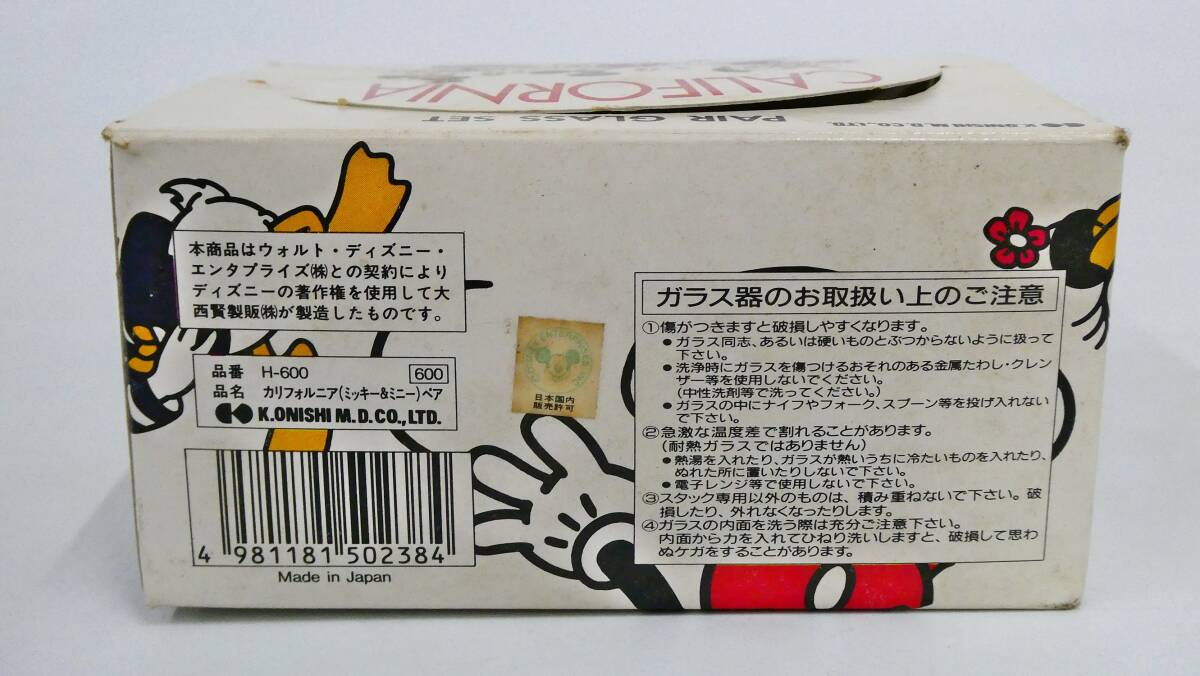 CALIFORNIA
PAIR GLASS SET
K.ONISHI M.D.CO.,LTD.
本商品はウォルト・ディズニー・
エンタプライズ㈱との契約により
ディズニーの著作権を使用して大
西賢製販㈱が製造したものです。
品番 H-600 600
品名 カリフォルニア(ミッキー&ミニー)ペア
K.ONISHI M.D.CO.,LTD.
4 981181 502384
Made in Japan
ENTERPRISES
日本国内
販売許可
ガラス器のお取扱い上のご注意
①傷がつきますと破損しやすくなります。
●ガラス同志、あるいは硬いものとぶつからないように扱って
下さい。
●洗浄時にガラスを傷つけるおそれのある金属たわし・クレン
ザー等を使用しないでください。
(中性洗剤等で洗ってください。)
●ガラスの中にナイフやフォーク、スプーン等を投げ入れない
で下さい。
②急激な温度差で割れることがあります。
(耐熱ガラスではありません)
●熱湯を入れたり、ガラスが熱いうちに冷たいものを入れたり、
ぬれた所に置いたりしないで下さい。
●電子レンジ等で使用しないで下さい。
③スタック専用以外のものは、積み重ねないで下さい。破
損したり、外れなくなったりします。
④ガラスの内面を洗う際は充分ご注意下さい。
内面から力を入れてひねり洗いしますと、破損して思わ
ぬケガをすることがあります。